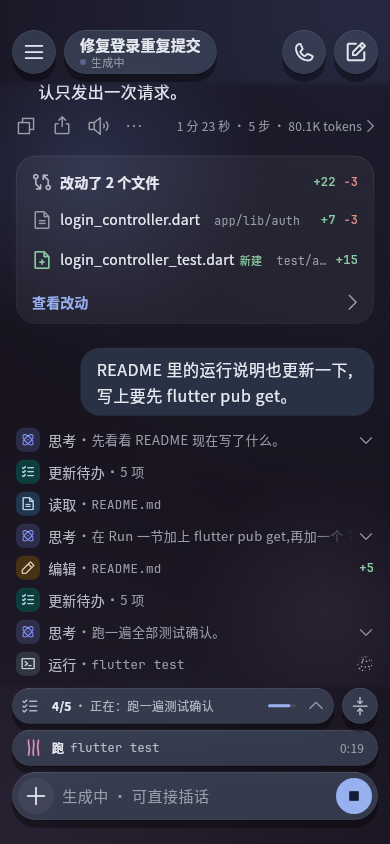 修复登录重复提交
生成中
认只发出一次请求。
1 分 23 秒 · 5 步 · 80.1K tokens
改动了 2 个文件 +22 -3
login_controller.dart app/lib/auth +7 -3
login_controller_test.dart 新建 test/a… +15
查看改动
README 里的运行说明也更新一下,
写上要先 flutter pub get。
思考 · 先看看 README 现在写了什么。
更新待办 · 5 项
读取 · README.md
思考 · 在 Run 一节加上 flutter pub get,再加一个
编辑 · README.md +5
更新待办 · 5 项
思考 · 跑一遍全部测试确认。
运行 · flutter test
4/5 · 正在: 跑一遍测试确认
跑 flutter test 0:19
生成中 · 可直接插话